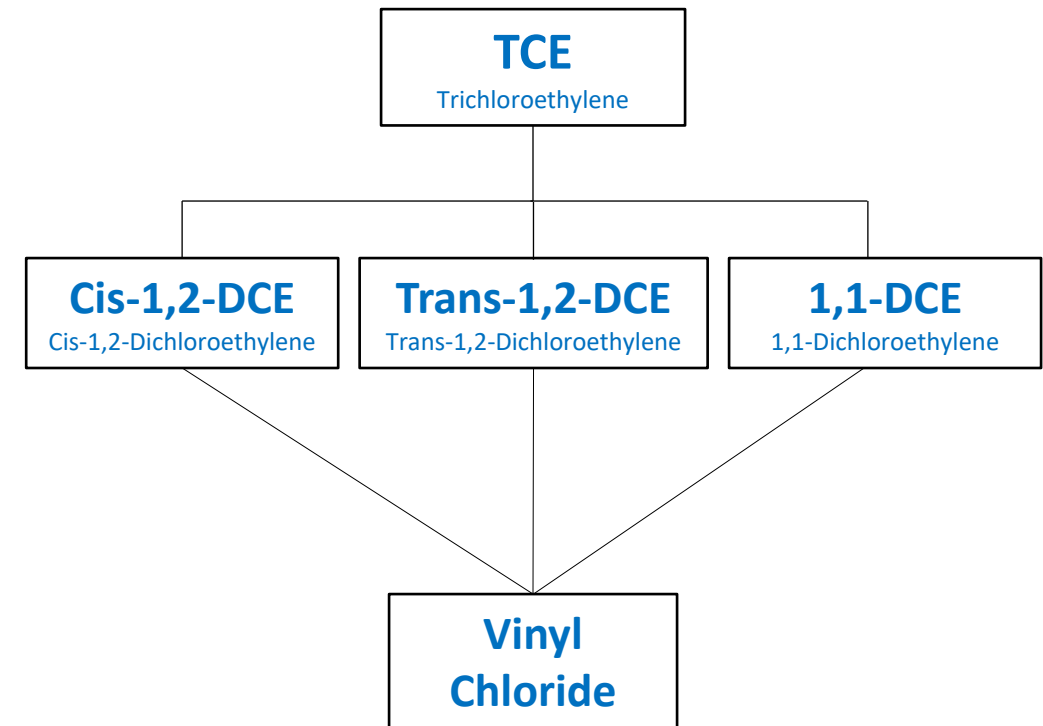 TCE
Trichloroethylene
Cis-1,2-DCE
Cis-1,2-Dichloroethylene
Trans-1,2-DCE
Trans-1,2-Dichloroethylene
1,1-DCE
1,1-Dichloroethylene
Vinyl
Chloride